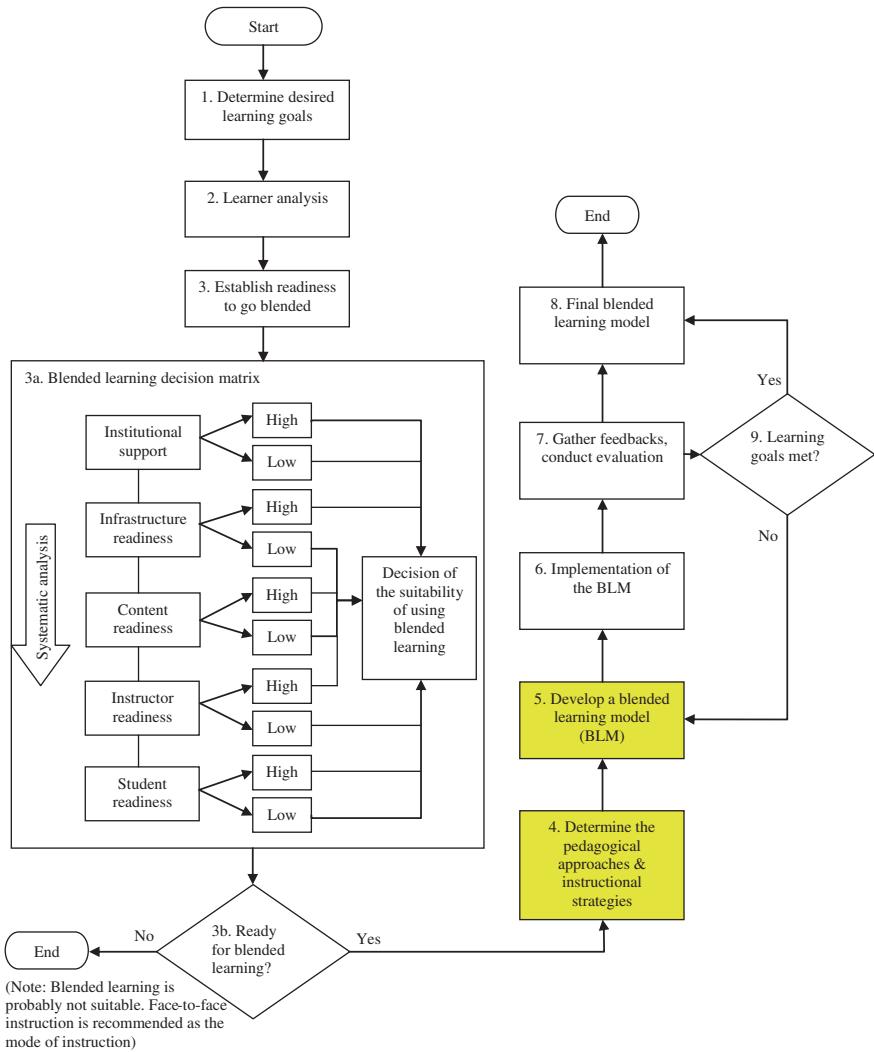 Start
1. Determine desired
learning goals
2. Learner analysis
3. Establish readiness
to go blended
3a. Blended learning decision matrix
Systematic analysis
Institutional
support
High
Low
Infrastructure
readiness
High
Low
Content
readiness
High
Low
Instructor
readiness
High
Low
Student
readiness
High
Low
Decision of
the suitability
of using
blended
learning
3b. Ready
for blended
learning?
No
End
(Note: Blended learning is
probably not suitable. Face-to-face
instruction is recommended as the
mode of instruction)
Yes
4. Determine the
pedagogical
approaches &
instructional
strategies
5. Develop a blended
learning model
(BLM)
6. Implementation of
the BLM
7. Gather feedbacks,
conduct evaluation
9. Learning
goals met?
No
Yes
8. Final blended
learning model
End